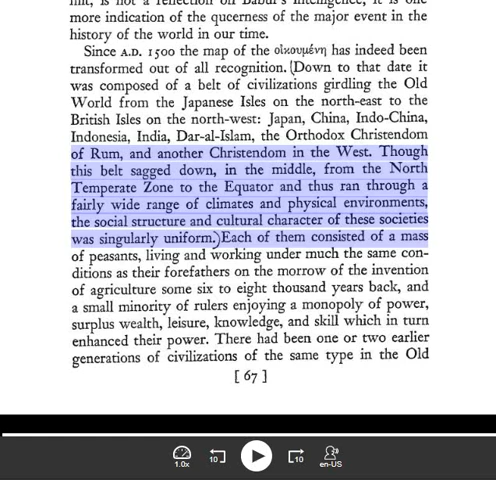 mit, is not a reflection on Babur's intelligence; it is one
more indication of the queerness of the major event in the
history of the world in our time.
Since A.D. 1500 the map of the οἰκουμένη has indeed been
transformed out of all recognition. (Down to that date it
was composed of a belt of civilizations girdling the Old
World from the Japanese Isles on the north-east to the
British Isles on the north-west: Japan, China, Indo-China,
Indonesia, India, Dar-al-Islam, the Orthodox Christendom
of Rum, and another Christendom in the West. Though
this belt sagged down, in the middle, from the North
Temperate Zone to the Equator and thus ran through a
fairly wide range of climates and physical environments,
the social structure and cultural character of these societies
was singularly uniform.) Each of them consisted of a mass
of peasants, living and working under much the same con-
ditions as their forefathers on the morrow of the invention
of agriculture some six to eight thousand years back, and
a small minority of rulers enjoying a monopoly of power,
surplus wealth, leisure, knowledge, and skill which in turn
enhanced their power. There had been one or two earlier
generations of civilizations of the same type in the Old
[ 67 ]
1.0x
10
10
en-US